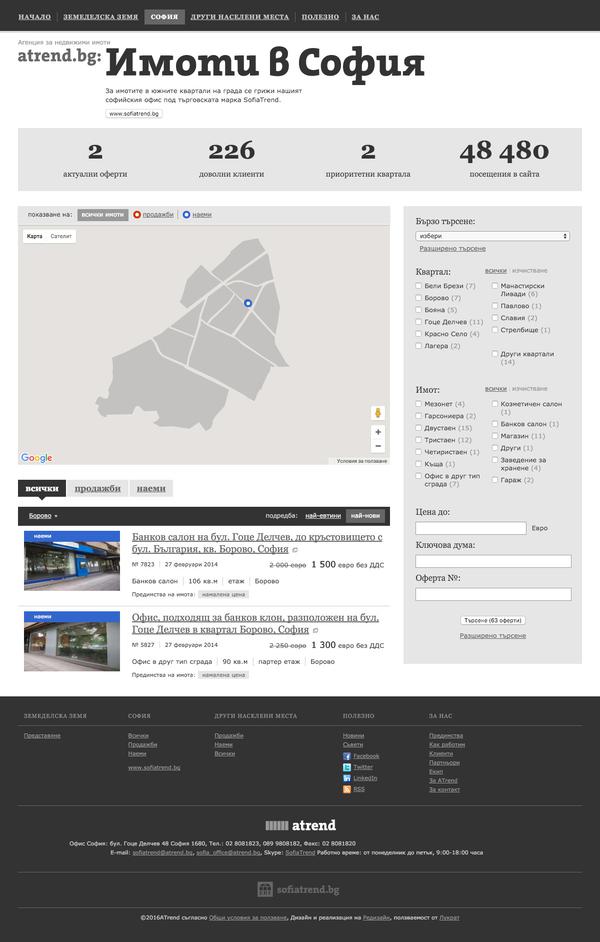 НАЧАЛО ЗЕМЕДЕЛСКА ЗЕМЯ СОФИЯ ДРУГИ НАСЕЛЕНИ МЕСТА ПОЛЕЗНО ЗА НАС
Агенция за недвижими имоти
atrend.bg: Имоти в София
За имотите в южните квартали на града се грижи нашият
софийския офис под търговската марка SofiaTrend.
www.sofiatrend.bg
2 226 2 48 480
актуални оферти доволни клиенти приоритетни квартала посещения в сайта
показване на: всички имоти продажби наеми
Карта Сателит
Google
Условия за ползване
Бързо търсене:
избери
Разширено търсене
Квартал: всички | изчистване
Бели Брези (7)
Борово (7)
Бояна (5)
Гоце Делчев (11)
Красно Село (4)
Лагера (2)
Манастирски
Ливади (6)
Павлово (1)
Славия (2)
Стрелбище (1)
Други квартали
(14)
Имот: всички | изчистване
Мезонет (4)
Гарсониера (2)
Двустаен (15)
Тристаен (12)
Четиристаен (1)
Къща (1)
Офис в друг тип
сграда (7)
Козметичен салон
(1)
Банков салон (1)
Магазин (11)
Други (1)
Заведение за
хранене (4)
Гараж (2)
Цена до:
Евро
Ключова дума:
Оферта №:
Търсене (63 оферти)
Разширено търсене
всички продажби наеми
Борово подредба: най-евтини най-нови
наеми
Банков салон на бул. Гоце Делчев, до кръстовището с
бул. България, кв. Борово, София
№ 7823 27 февруари 2014 2 000 евро 1 500 евро без ДДС
Банков салон 106 кв.м етаж Борово
Предимства на имота: намалена цена
наеми
Офис, подходящ за банков клон, разположен на бул.
Гоце Делчев в квартал Борово, София
№ 5827 27 февруари 2014 2 250 евро 1 300 евро без ДДС
Офис в друг тип сграда 90 кв.м партер етаж Борово
Предимства на имота: намалена цена
ЗЕМЕДЕЛСКА ЗЕМЯ
Представяне
СОФИЯ
Всички
Продажби
Наеми
www.sofiatrend.bg
ДРУГИ НАСЕЛЕНИ МЕСТА
Продажби
Наеми
Всички
ПОЛЕЗНО
Новини
Съвети
Facebook
Twitter
LinkedIn
RSS
ЗА НАС
Предимства
Как работим
Клиенти
Партньори
Екип
За ATrend
За контакт
atrend
Офис София: бул. Гоце Делчев 48 София 1680, Тел.: 02 8081823, 089 9808182, Факс: 02 8081820
E-mail: sofiatrend@atrend.bg, sofia_office@atrend.bg, Skype: SofiaTrend Работно време: от понеделник до петък, 9:00-18:00 часа
sofiatrend.bg
©2016ATrend съгласно Общи условия за ползване, Дизайн и реализация на Редизайн, ползваемост от Лукрат